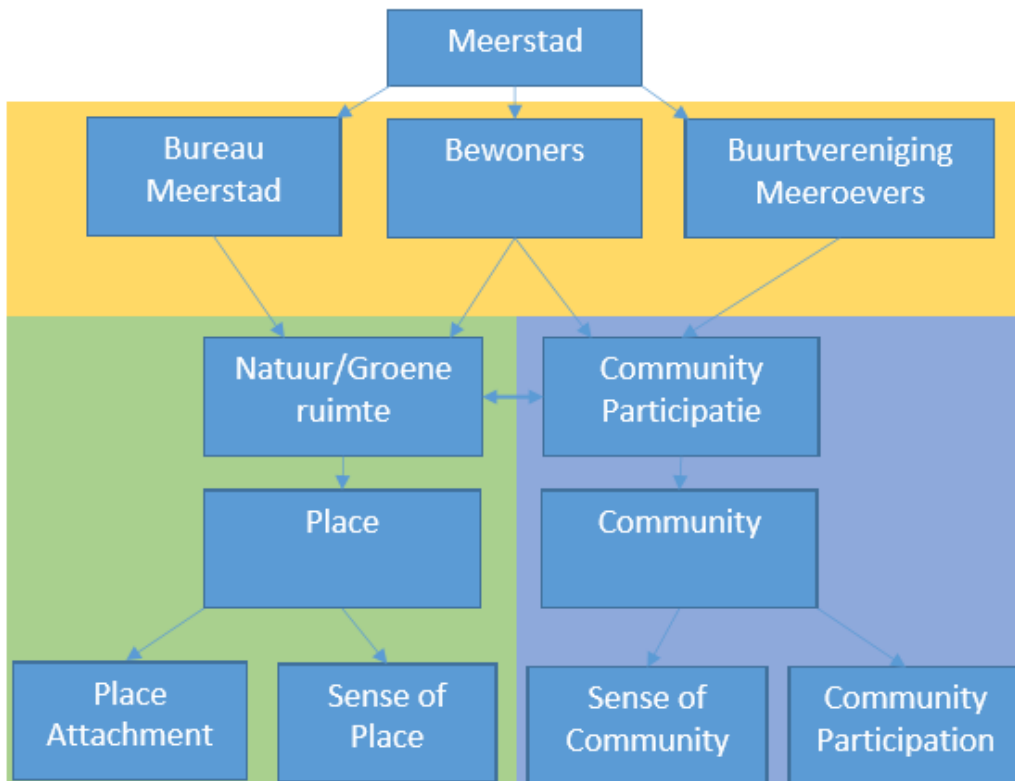 Meerstad
Bureau
Meerstad
Bewoners
Buurtvereniging
Meeroevers
Natuur/Groene
ruimte
Community
Participatie
Place
Community
Place
Attachment
Sense of
Place
Sense of
Community
Community
Participation